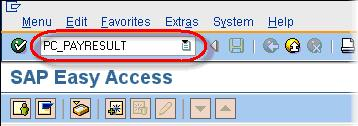 Menu Edit Favorites Extras System Help
PC_PAYRESULT
SAP Easy Access